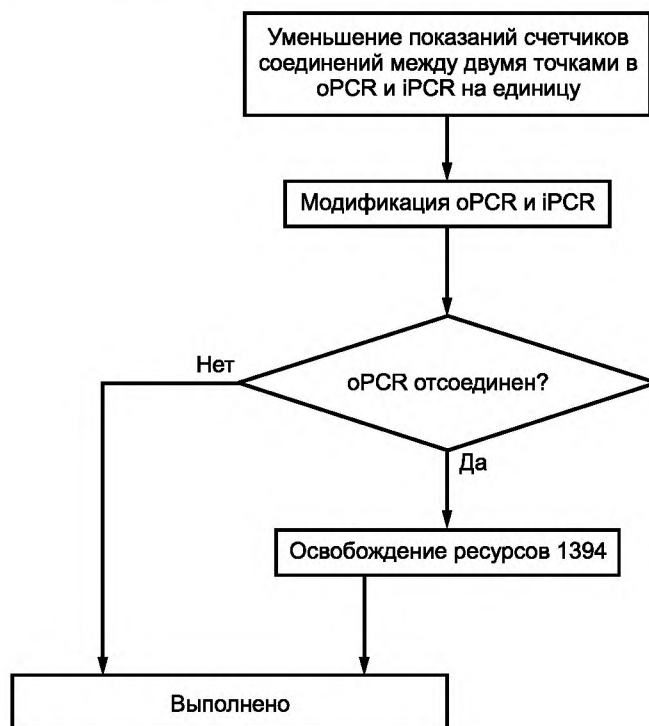 Уменьшение показаний счетчиков
соединений между двумя точками в
oPCR и iPCR на единицу
Модификация oPCR и iPCR
Нет
oPCR отсоединен?
Да
Освобождение ресурсов 1394
Выполнено